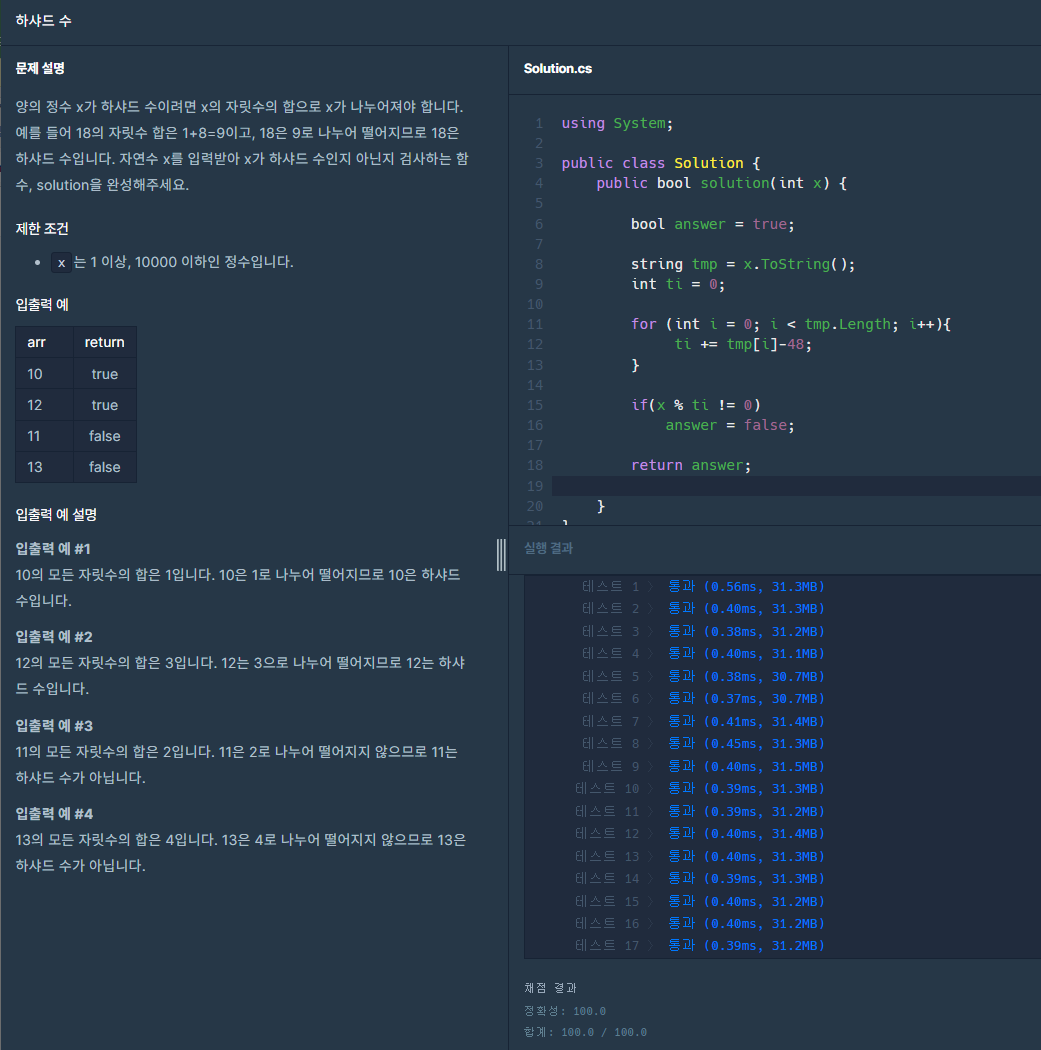 하샤드 수
문제 설명
양의 정수 x가 하샤드 수이려면 x의 자릿수의 합으로 x가 나누어져야 합니다.
예를 들어 18의 자릿수 합은 1+8=9이고, 18은 9로 나누어 떨어지므로 18은
하샤드 수입니다. 자연수 x를 입력받아 x가 하샤드 수인지 아닌지 검사하는 함
수, solution을 완성해주세요.
제한 조건
• x 는 1 이상, 10000 이하인 정수입니다.
입출력 예
arr return
10 true
12 true
11 false
13 false
입출력 예 설명
입출력 예 #1
10의 모든 자릿수의 합은 1입니다. 10은 1로 나누어 떨어지므로 10은 하샤드
수입니다.
입출력 예 #2
12의 모든 자릿수의 합은 3입니다. 12는 3으로 나누어 떨어지므로 12는 하샤
드 수입니다.
입출력 예 #3
11의 모든 자릿수의 합은 2입니다. 11은 2로 나누어 떨어지지 않으므로 11는
하샤드 수가 아닙니다.
입출력 예 #4
13의 모든 자릿수의 합은 4입니다. 13은 4로 나누어 떨어지지 않으므로 13은
하샤드 수가 아닙니다.
Solution.cs
1 using System;
2
3 public class Solution {
4 public bool solution(int x) {
5
6 bool answer = true;
7
8 string tmp = x.ToString();
9 int ti = 0;
10
11 for (int i = 0; i < tmp.Length; i++){
12 ti += tmp[i]-48;
13 }
14
15 if(x % ti != 0)
16 answer = false;
17
18 return answer;
19
20 }
21 }
실행 결과
테스트 1 〉 통과 (0.56ms, 31.3MB)
테스트 2 〉 통과 (0.40ms, 31.3MB)
테스트 3 〉 통과 (0.38ms, 31.2MB)
테스트 4 〉 통과 (0.40ms, 31.1MB)
테스트 5 〉 통과 (0.38ms, 30.7MB)
테스트 6 〉 통과 (0.37ms, 30.7MB)
테스트 7 〉 통과 (0.41ms, 31.4MB)
테스트 8 〉 통과 (0.45ms, 31.3MB)
테스트 9 〉 통과 (0.40ms, 31.5MB)
테스트 10 〉 통과 (0.39ms, 31.3MB)
테스트 11 〉 통과 (0.39ms, 31.2MB)
테스트 12 〉 통과 (0.40ms, 31.4MB)
테스트 13 〉 통과 (0.40ms, 31.3MB)
테스트 14 〉 통과 (0.39ms, 31.3MB)
테스트 15 〉 통과 (0.40ms, 31.2MB)
테스트 16 〉 통과 (0.40ms, 31.2MB)
테스트 17 〉 통과 (0.39ms, 31.2MB)
채점 결과
정확성: 100.0
합계: 100.0 / 100.0